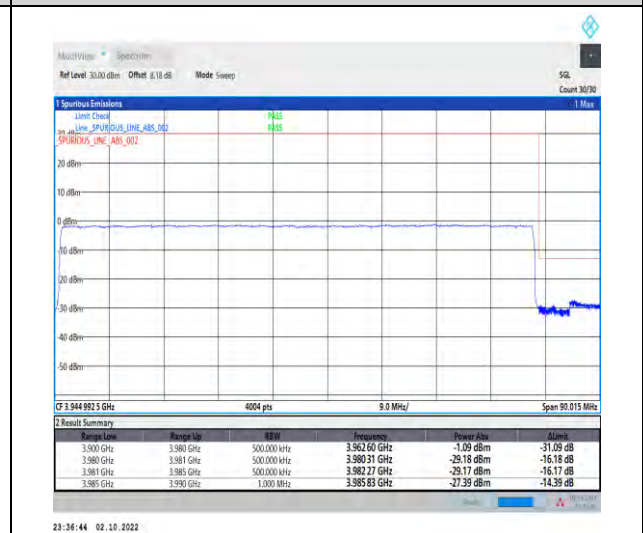 MultiView Spectrum
Ref Level 30.00 dBm Offset 8.18 dB Mode Sweep SGL
Count 30/30
1 Spurious Emissions 1 Max
Limit Check PASS
Line _SPURIOUS_LINE_ABS_002 PASS
_SPURIOUS_LINE_ABS_002
20 dBm
10 dBm
0 dBm
-10 dBm
-20 dBm
-30 dBm
-40 dBm
-50 dBm
CF 3.944 992 5 GHz 4004 pts 9.0 MHz/ Span 90.015 MHz
2 Result Summary
Range Low Range Up RBW Frequency Power Abs ΔLimit
3.900 GHz 3.980 GHz 500.000 kHz 3.962 60 GHz -1.09 dBm -31.09 dB
3.980 GHz 3.981 GHz 500.000 kHz 3.980 31 GHz -29.18 dBm -16.18 dB
3.981 GHz 3.985 GHz 500.000 kHz 3.982 27 GHz -29.17 dBm -16.17 dB
3.985 GHz 3.990 GHz 1.000 MHz 3.985 83 GHz -27.39 dBm -14.39 dB
23:36:44 02.10.2022